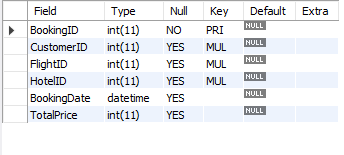 Field Type Null Key Default Extra
BookingID int(11) NO PRI NULL
CustomerID int(11) YES MUL NULL
FlightID int(11) YES MUL NULL
HotelID int(11) YES MUL NULL
BookingDate datetime YES NULL
TotalPrice int(11) YES NULL